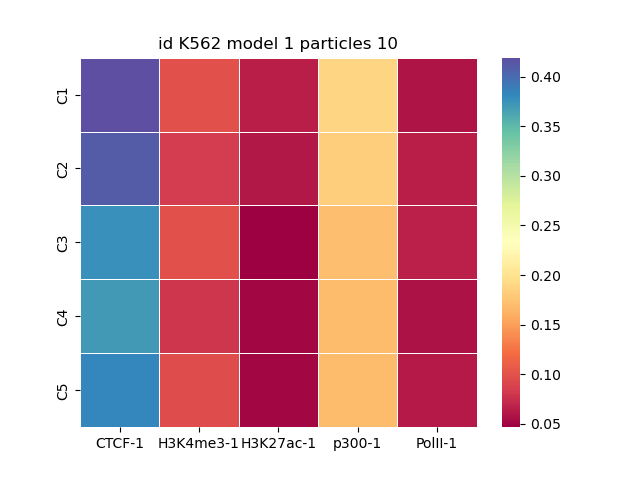 id K562 model 1 particles 10
C1
C2
C3
C4
C5
CTCF-1 H3K4me3-1 H3K27ac-1 p300-1 PolII-1
0.40
0.35
0.30
0.25
0.20
0.15
0.10
0.05